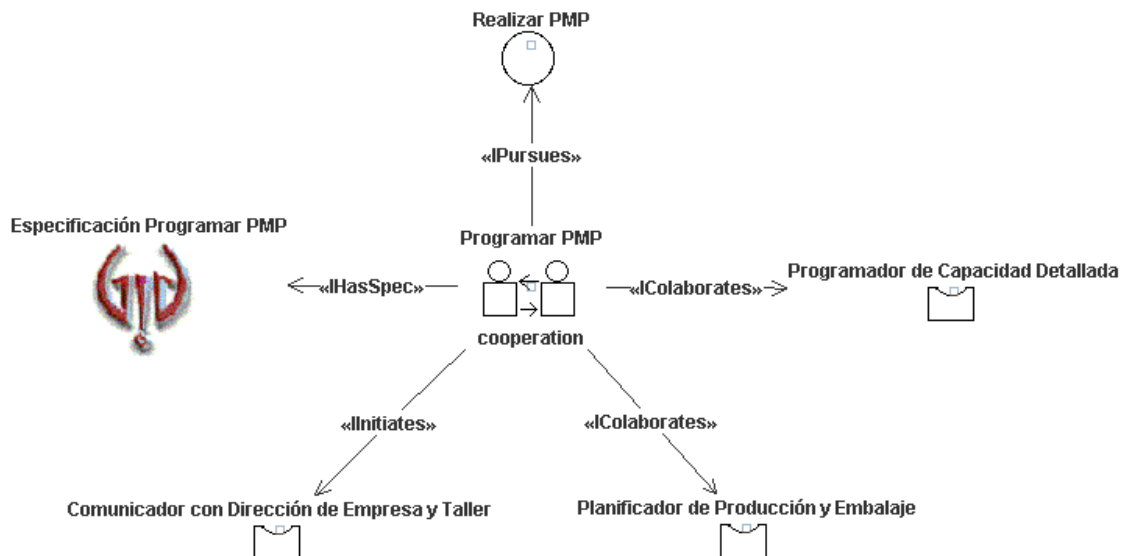 Realizar PMP
«IPursues»
Especificación Programar PMP
Programar PMP
Programador de Capacidad Detallada
«IHasSpec»
«IColaborates»
cooperation
«IInitiates»
«IColaborates»
Comunicador con Dirección de Empresa y Taller
Planificador de Producción y Embalaje